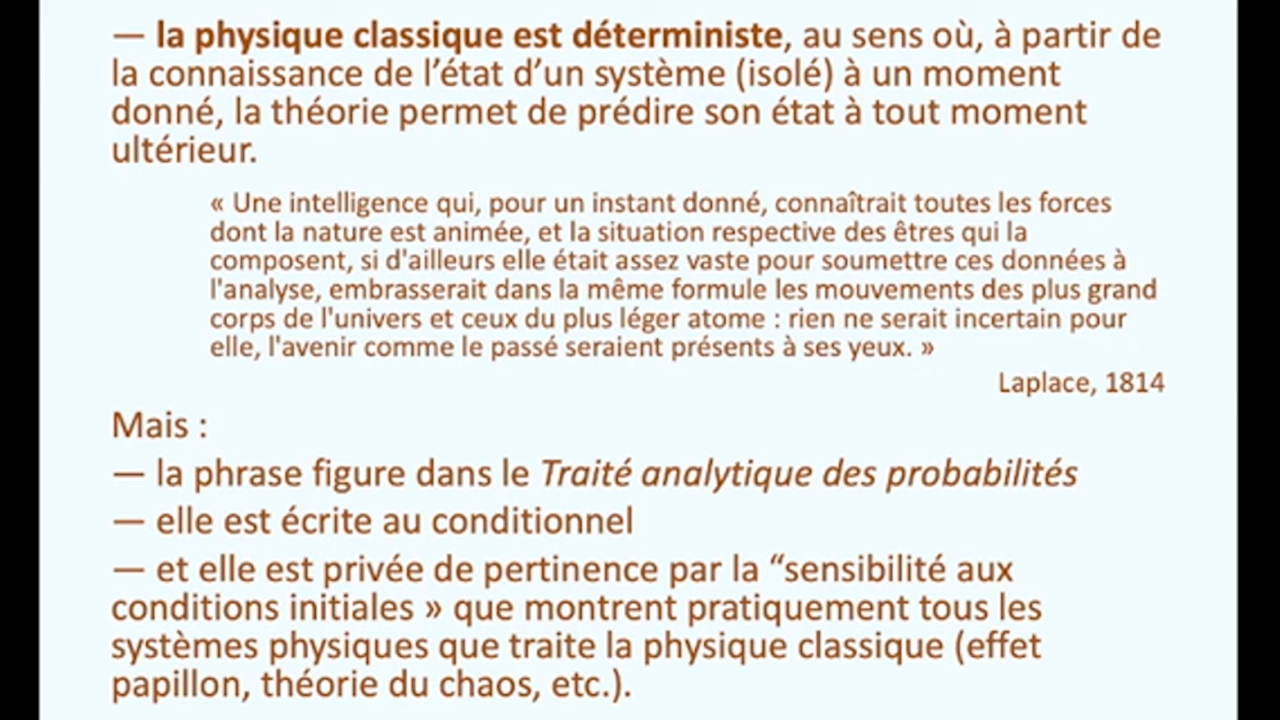 — la physique classique est déterministe, au sens où, à partir de
la connaissance de l’état d’un système (isolé) à un moment
donné, la théorie permet de prédire son état à tout moment
ultérieur.
« Une intelligence qui, pour un instant donné, connaîtrait toutes les forces
dont la nature est animée, et la situation respective des êtres qui la
composent, si d'ailleurs elle était assez vaste pour soumettre ces données à
l'analyse, embrasserait dans la même formule les mouvements des plus grand
corps de l'univers et ceux du plus léger atome : rien ne serait incertain pour
elle, l'avenir comme le passé seraient présents à ses yeux. »
Laplace, 1814
Mais :
— la phrase figure dans le Traité analytique des probabilités
— elle est écrite au conditionnel
— et elle est privée de pertinence par la “sensibilité aux
conditions initiales » que montrent pratiquement tous les
systèmes physiques que traite la physique classique (effet
papillon, théorie du chaos, etc.).